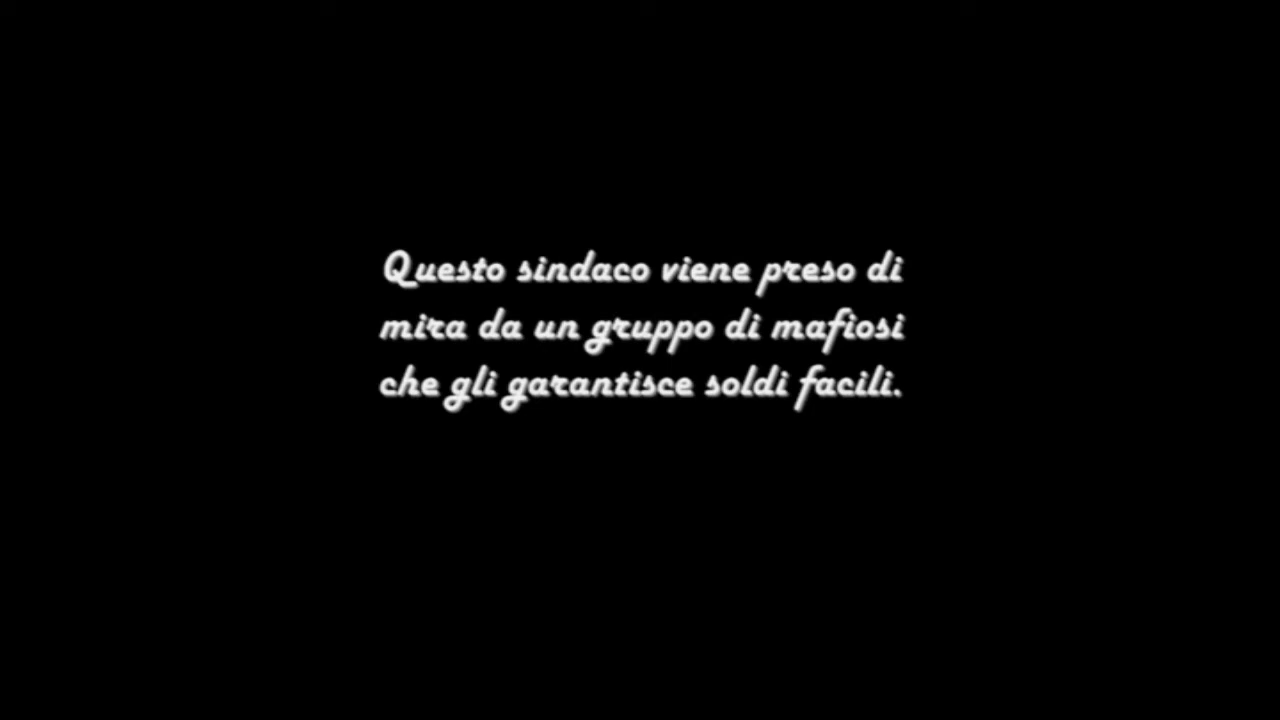 Questo sindaco viene preso di
mira da un gruppo di mafiosi
che gli garantisce soldi facili.